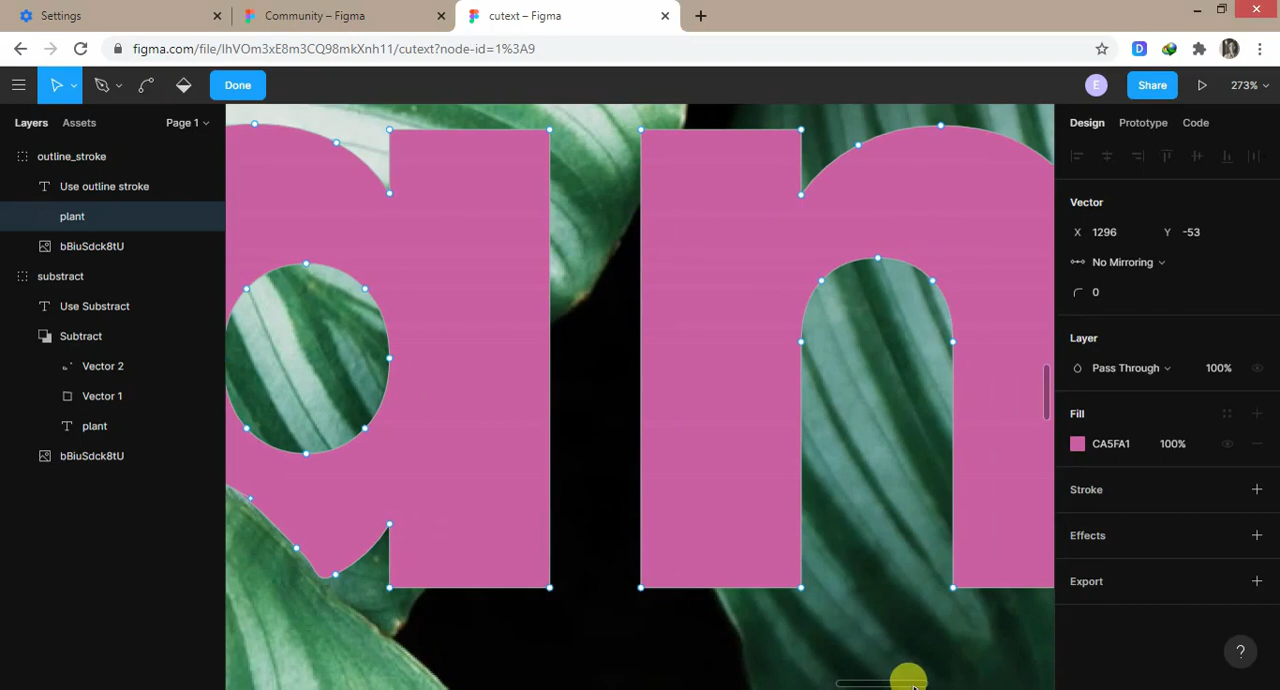 Settings
Community – Figma
cutext – Figma
figma.com/file/lhVOm3xE8m3CQ98mkXnh11/cutext?node-id=1%3A9
D
Done
E
Share
273%
Layers
Assets
Page 1
Design
Prototype
Code
outline_stroke
Use outline stroke
plant
bBiuSdck8tU
substract
Use Substract
Subtract
Vector 2
Vector 1
plant
bBiuSdck8tU
an
Vector
X 1296
Y -53
No Mirroring
0
Layer
Pass Through
100%
Fill
CA5FA1
100%
Stroke
Effects
Export
?